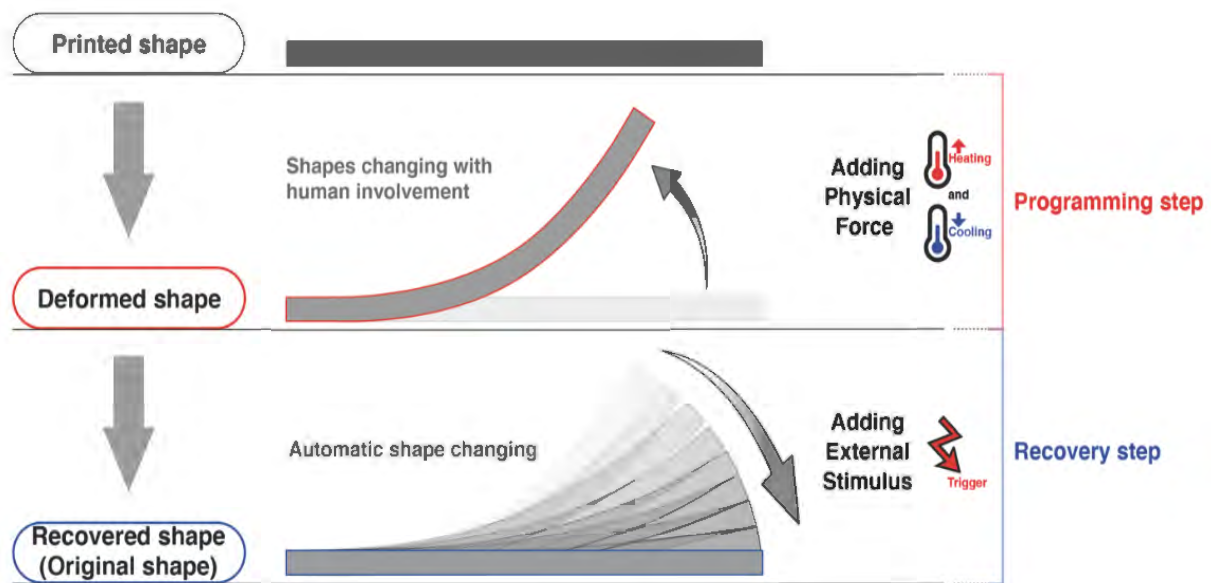 Printed shape
Shapes changing with
human involvement
Adding
Physical
Force
Heating
and
Cooling
Programming step
Deformed shape
Automatic shape changing
Adding
External
Stimulus
Trigger
Recovery step
Recovered shape
(Original shape)